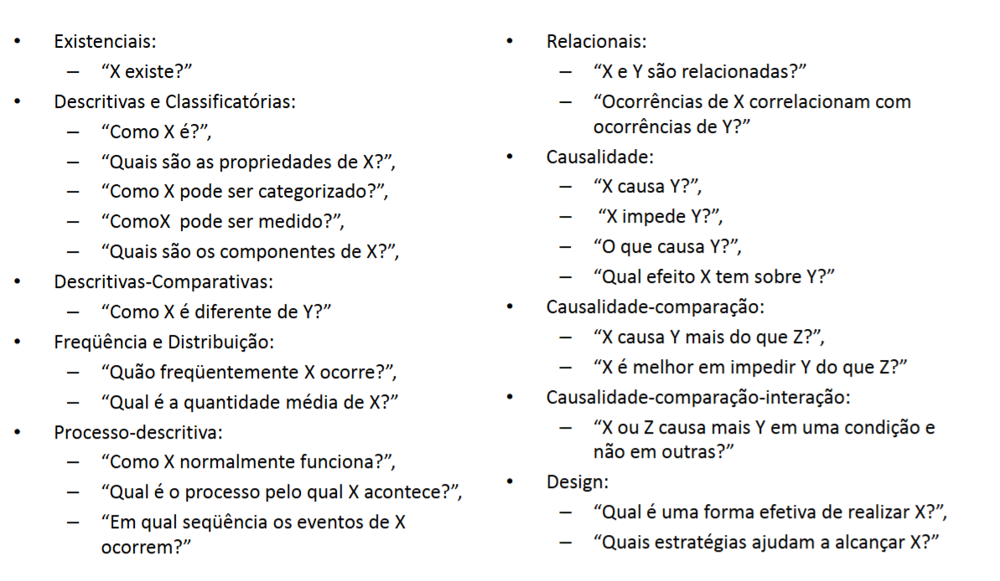 • Existenciais:
– “X existe?”
• Descritivas e Classificatórias:
– “Como X é?”,
– “Quais são as propriedades de X?”,
– “Como X pode ser categorizado?”,
– “ComoX  pode ser medido?”,
– “Quais são os componentes de X?”,
• Descritivas-Comparativas:
– “Como X é diferente de Y?”
• Freqüência e Distribuição:
– “Quão freqüentemente X ocorre?”,
– “Qual é a quantidade média de X?”
• Processo-descritiva:
– “Como X normalmente funciona?”,
– “Qual é o processo pelo qual X acontece?”,
– “Em qual seqüência os eventos de X
ocorrem?”
• Relacionais:
– “X e Y são relacionadas?”
– “Ocorrências de X correlacionam com
ocorrências de Y?”
• Causalidade:
– “X causa Y?”,
– “X impede Y?”,
– “O que causa Y?”,
– “Qual efeito X tem sobre Y?”
• Causalidade-comparação:
– “X causa Y mais do que Z?”,
– “X é melhor em impedir Y do que Z?”
• Causalidade-comparação-interação:
– “X ou Z causa mais Y em uma condição e
não em outras?”
• Design:
– “Qual é uma forma efetiva de realizar X?”,
– “Quais estratégias ajudam a alcançar X?”